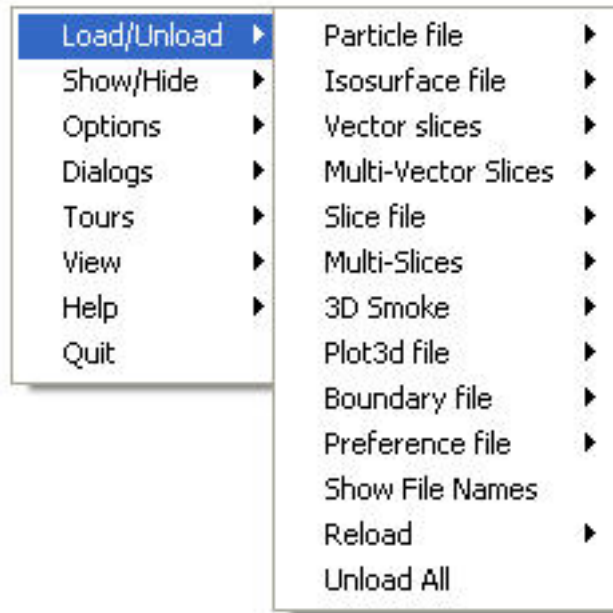 Load/Unload
Show/Hide
Options
Dialogs
Tours
View
Help
Quit
Particle file
Isosurface file
Vector slices
Multi-Vector Slices
Slice file
Multi-Slices
3D Smoke
Plot3d file
Boundary file
Preference file
Show File Names
Reload
Unload All